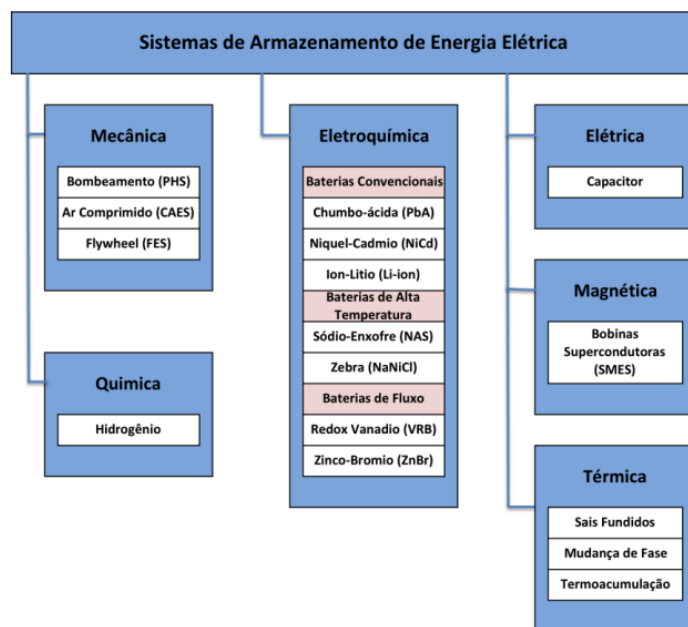 Sistemas de Armazenamento de Energia Elétrica
Mecânica
Bombeamento (PHS)
Ar Comprimido (CAES)
Flywheel (FES)
Quimica
Hidrogênio
Eletroquímica
Baterias Convencionais
Chumbo-ácida (PbA)
Niquel-Cadmio (NiCd)
Ion-Litio (Li-ion)
Baterias de Alta
Temperatura
Sódio-Enxofre (NAS)
Zebra (NaNiCl)
Baterias de Fluxo
Redox Vanadio (VRB)
Zinco-Bromio (ZnBr)
Elétrica
Capacitor
Magnética
Bobinas
Supercondutoras
(SMES)
Térmica
Sais Fundidos
Mudança de Fase
Termoacumulação